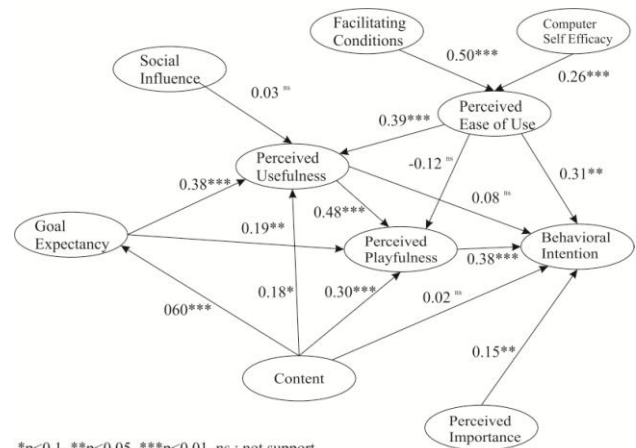 Facilitating
Conditions
Computer
Self Efficacy
Social
Influence
0.50***
0.26***
0.03 ns
Perceived
Ease of Use
0.39***
Perceived
Usefulness
-0.12 ns
0.31**
0.38***
0.08 ns
0.48***
Goal
Expectancy
0.19**
Perceived
Playfulness
Behavioral
Intention
0.38***
0.18*
0.30***
0.02 ns
060***
0.15**
Content
Perceived
Importance
*p<0.1, **p<0.05, ***p<0.01, ns : not support